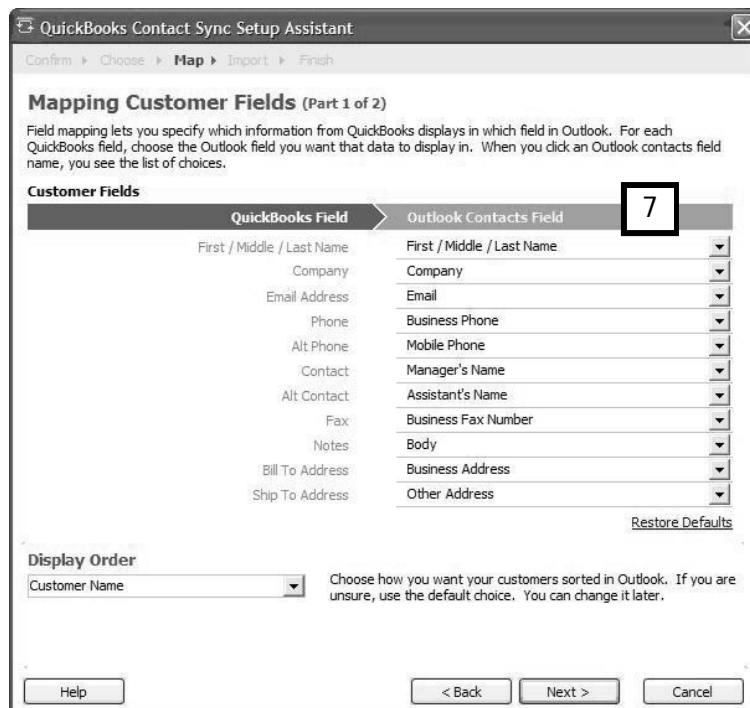 QuickBooks Contact Sync Setup Assistant
Confirm Choose Map Import Finish
Mapping Customer Fields (Part 1 of 2)
Field mapping lets you specify which information from QuickBooks displays in which field in Outlook. For each
QuickBooks field, choose the Outlook field you want that data to display in. When you click an Outlook contacts field
name, you see the list of choices.
Customer Fields
QuickBooks Field Outlook Contacts Field 7
First / Middle / Last Name First / Middle / Last Name
Company Company
Email Address Email
Phone Business Phone
Alt Phone Mobile Phone
Contact Manager's Name
Alt Contact Assistant's Name
Fax Business Fax Number
Notes Body
Bill To Address Business Address
Ship To Address Other Address
Restore Defaults
Display Order
Customer Name
Choose how you want your customers sorted in Outlook. If you are
unsure, use the default choice. You can change it later.
Help < Back Next > Cancel